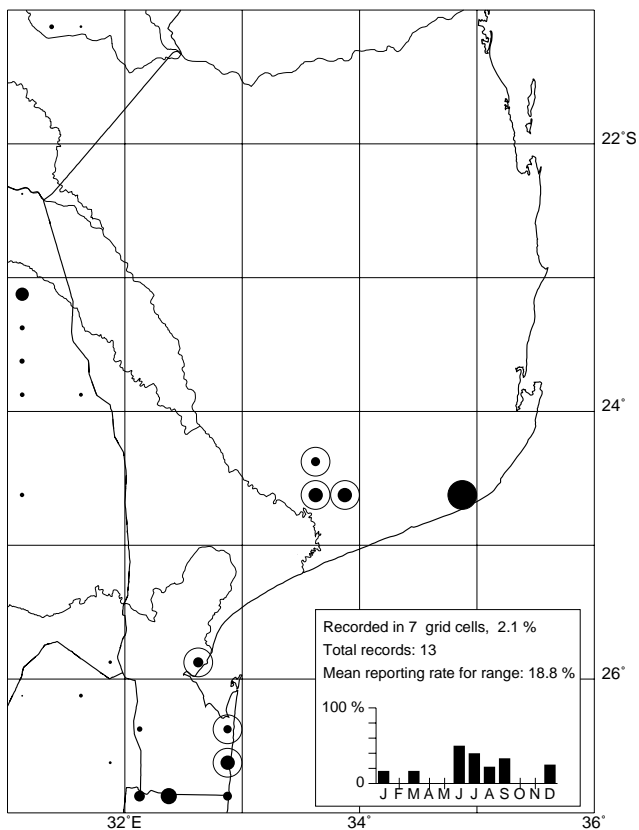 22°S
24°
Recorded in 7 grid cells, 2.1 %
Total records: 13
Mean reporting rate for range: 18.8 %
26°
100 %
0
J F M A M J J A S O N D
32°E 34° 36°